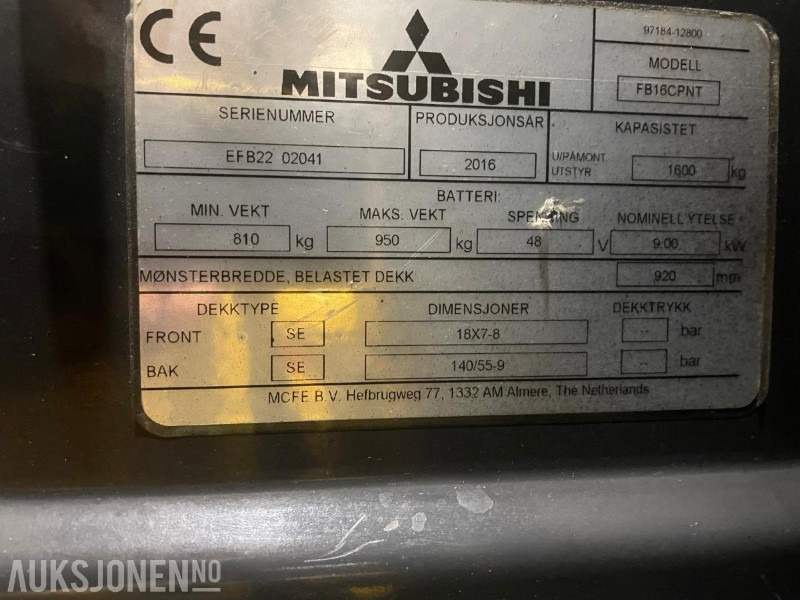 CE
97184-12800
MITSUBISHI
MODELL
FB16CPNT
SERIENUMMER
PRODUKSJONSÅR
KAPASISTET
EFB22 02041
2016
U/PÅMONT.
UTSTYR
1600 kg
BATTERI:
MIN. VEKT
MAKS. VEKT
SPENNING
NOMINELL YTELSE
810 kg
950 kg
48 V
9.00 kW
MØNSTERBREDDE, BELASTET DEKK
920 mm
DEKKTYPE
DIMENSJONER
DEKKTRYKK
FRONT SE 18X7-8 -- bar
BAK SE 140/55-9 -- bar
MCFE B.V. Hefbrugweg 77, 1332 AM Almere, The Netherlands
AUKSJONEN.NO